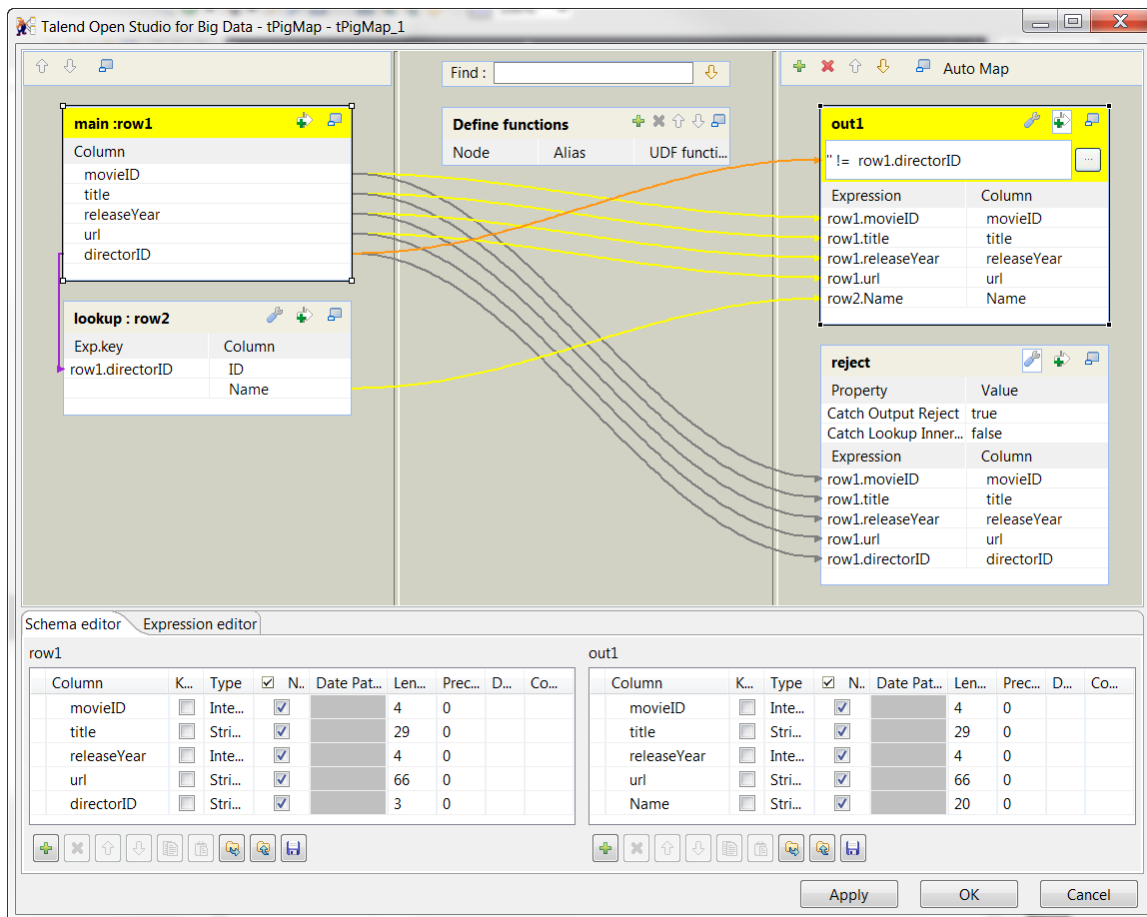 Talend Open Studio for Big Data - tPigMap - tPigMap_1
Find :
Auto Map
main :row1
Column
movieID
title
releaseYear
url
directorID
lookup : row2
Exp.key Column
row1.directorID ID
Name
Define functions
Node Alias UDF functi...
out1
'' != row1.directorID
...
Expression Column
row1.movieID movieID
row1.title title
row1.releaseYear releaseYear
row1.url url
row2.Name Name
reject
Property Value
Catch Output Reject true
Catch Lookup Inner... false
Expression Column
row1.movieID movieID
row1.title title
row1.releaseYear releaseYear
row1.url url
row1.directorID directorID
Schema editor Expression editor
row1
Column K... Type N.. Date Pat... Len... Prec... D... Co...
movieID Inte... 4 0
title Stri... 29 0
releaseYear Inte... 4 0
url Stri... 66 0
directorID Stri... 3 0
out1
Column K... Type N.. Date Pat... Len... Prec... D... Co...
movieID Inte... 4 0
title Stri... 29 0
releaseYear Inte... 4 0
url Stri... 66 0
Name Stri... 20 0
Apply OK Cancel